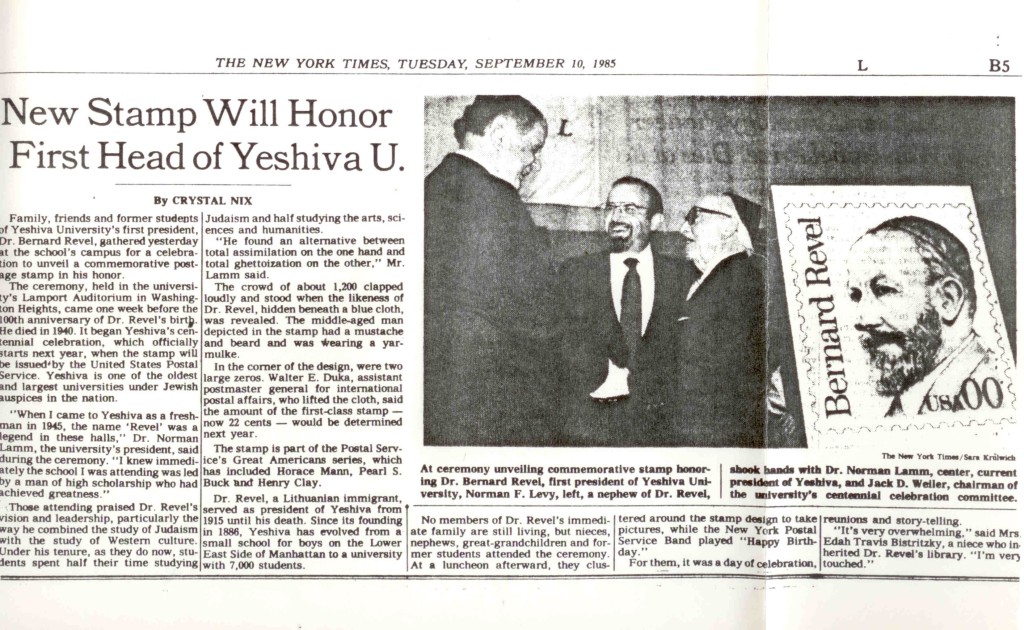 THE NEW YORK TIMES, TUESDAY, SEPTEMBER 10, 1985
L
B5
New Stamp Will Honor
First Head of Yeshiva U.
By CRYSTAL NIX
Family, friends and former students
of Yeshiva University's first president,
Dr. Bernard Revel, gathered yesterday
at the school's campus for a celebra-
tion to unveil a commemorative post-
age stamp in his honor.
The ceremony, held in the universi-
ty's Lamport Auditorium in Washing-
ton Heights, came one week before the
100th anniversary of Dr. Revel's birth.
He died in 1940. It began Yeshiva's cen-
tennial celebration, which officially
starts next year, when the stamp will
be issued by the United States Postal
Service. Yeshiva is one of the oldest
and largest universities under Jewish
auspices in the nation.
"When I came to Yeshiva as a fresh-
man in 1945, the name 'Revel' was a
legend in these halls," Dr. Norman
Lamm, the university's president, said
during the ceremony. "I knew immedi-
ately the school I was attending was led
by a man of high scholarship who had
achieved greatness."
Those attending praised Dr. Revel's
vision and leadership, particularly the
way he combined the study of Judaism
with the study of Western culture.
Under his tenure, as they do now, stu-
dents spent half their time studying
Judaism and half studying the arts, sci-
ences and humanities.
"He found an alternative between
total assimilation on the one hand and
total ghettoization on the other," Mr.
Lamm said.
The crowd of about 1,200 clapped
loudly and stood when the likeness of
Dr. Revel, hidden beneath a blue cloth,
was revealed. The middle-aged man
depicted in the stamp had a mustache
and beard and was wearing a yar-
mulke.
In the corner of the design, were two
large zeros. Walter E. Duka, assistant
postmaster general for international
postal affairs, who lifted the cloth, said
the amount of the first-class stamp —
now 22 cents — would be determined
next year.
The stamp is part of the Postal Serv-
ice's Great Americans series, which
has included Horace Mann, Pearl S.
Buck and Henry Clay.
Dr. Revel, a Lithuanian immigrant,
served as president of Yeshiva from
1915 until his death. Since its founding
in 1886, Yeshiva has evolved from a
small school for boys on the Lower
East Side of Manhattan to a university
with 7,000 students.
L
Bernard Revel
USA00
The New York Times/Sara Krulwich
At ceremony unveiling commemorative stamp honor-
ing Dr. Bernard Revel, first president of Yeshiva Uni-
versity, Norman F. Levy, left, a nephew of Dr. Revel,
shook hands with Dr. Norman Lamm, center, current
president of Yeshiva, and Jack D. Weiler, chairman of
the university's centennial celebration committee.
No members of Dr. Revel's immedi-
ate family are still living, but nieces,
nephews, great-grandchildren and for-
mer students attended the ceremony.
At a luncheon afterward, they clus-
tered around the stamp design to take
pictures, while the New York Postal
Service Band played "Happy Birth-
day."
For them, it was a day of celebration,
reunions and story-telling.
"It's very overwhelming," said Mrs.
Edah Travis Bistritzky, a niece who in-
herited Dr. Revel's library. "I'm very
touched."